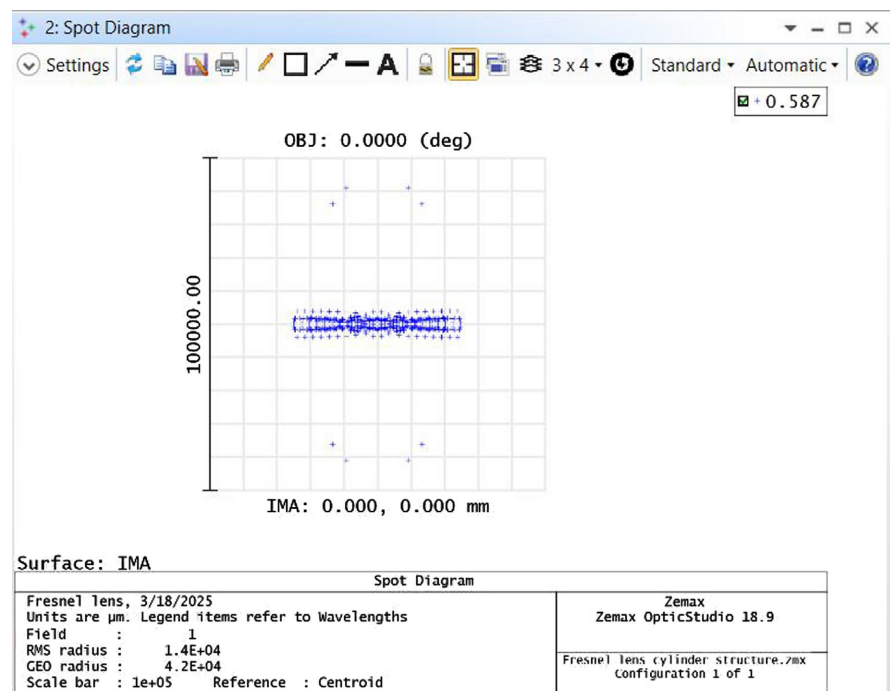 2: Spot Diagram
Settings 3 x 4 Standard Automatic
+ 0.587
OBJ: 0.0000 (deg)
100000.00
IMA: 0.000, 0.000 mm
Surface: IMA
Spot Diagram
Fresnel lens, 3/18/2025
Units are µm. Legend items refer to Wavelengths
Field : 1
RMS radius : 1.4E+04
GEO radius : 4.2E+04
Scale bar : 1e+05 Reference : Centroid
Zemax
Zemax OpticStudio 18.9
Fresnel lens cylinder structure.zmx
Configuration 1 of 1